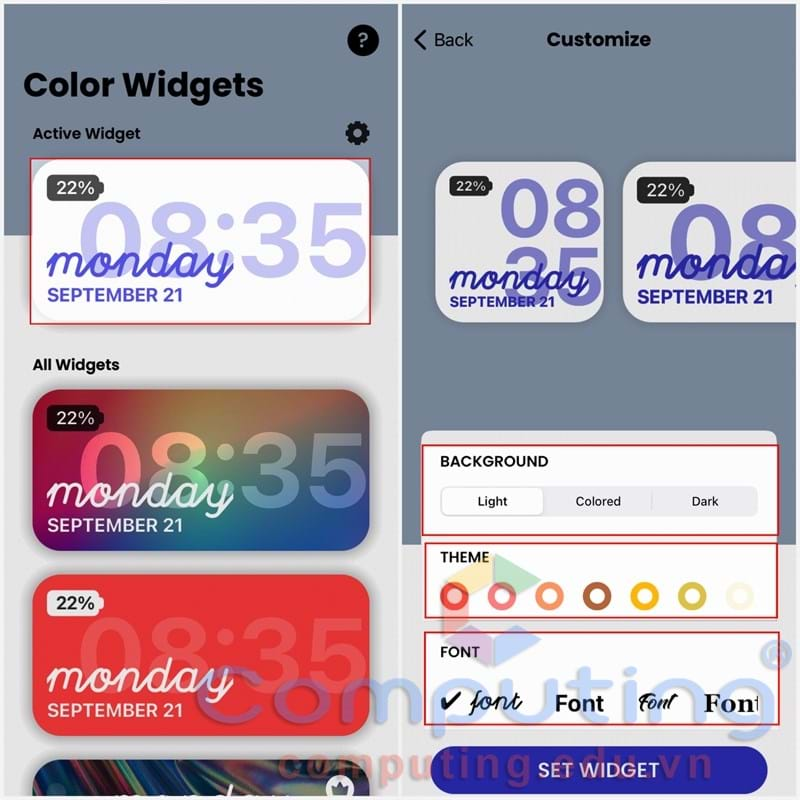 ?
Color Widgets
Active Widget
22%
08:35
monday
SEPTEMBER 21
All Widgets
22%
08:35
monday
SEPTEMBER 21
22%
08:35
monday
SEPTEMBER 21
Back
Customize
22%
08
35
monday
SEPTEMBER 21
22%
08
monda
SEPTEMBER 21
BACKGROUND
Light Colored Dark
THEME
FONT
✔ font Font font Font
SET WIDGET
Computing®
computing.edu.vn